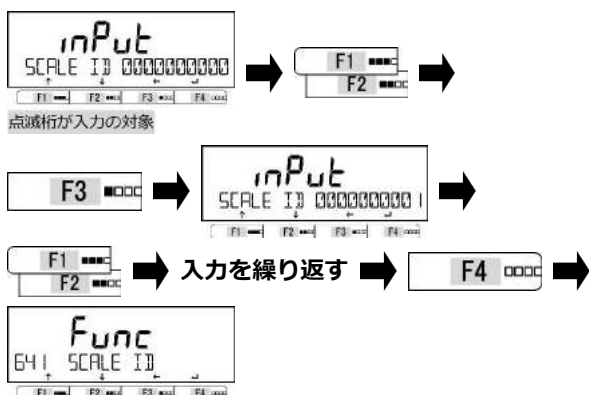 inPut
SCALE ID 0000000000
↑ ↓ ← ↵
F1 F2 F3 F4
点滅桁が入力の対象
F1
F2
F3
inPut
SCALE ID 0000000001
↑ ↓ ← ↵
F1 F2 F3 F4
F1
F2
入力を繰り返す
F4
Func
641 SCALE ID
↑ ↓ ← ↵
F1 F2 F3 F4